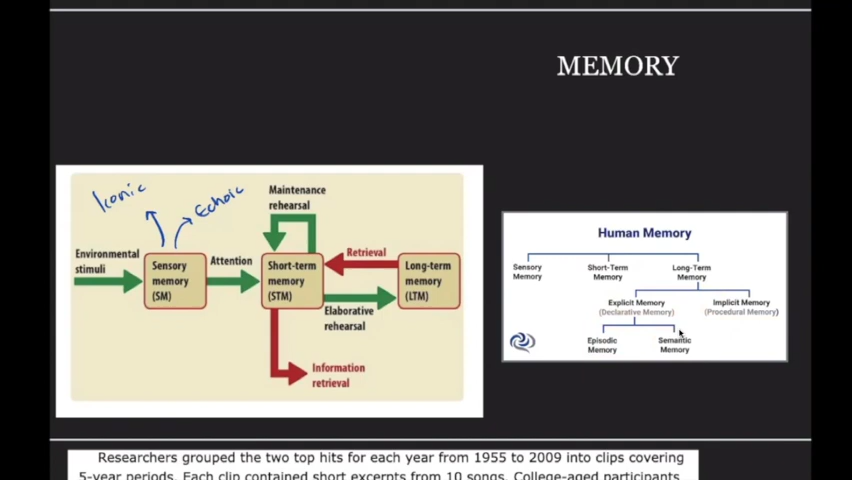 MEMORY
Iconic
Echoic
Maintenance
rehearsal
Environmental
stimuli
Sensory
memory
(SM)
Attention
Short-term
memory
(STM)
Retrieval
Long-term
memory
(LTM)
Elaborative
rehearsal
Information
retrieval
Human Memory
Sensory
Memory
Short-Term
Memory
Long-Term
Memory
Explicit Memory
(Declarative Memory)
Implicit Memory
(Procedural Memory)
Episodic
Memory
Semantic
Memory
Researchers grouped the two top hits for each year from 1955 to 2009 into clips covering
5-year periods. Each clip contained short excerpts from 10 songs. College-aged participants